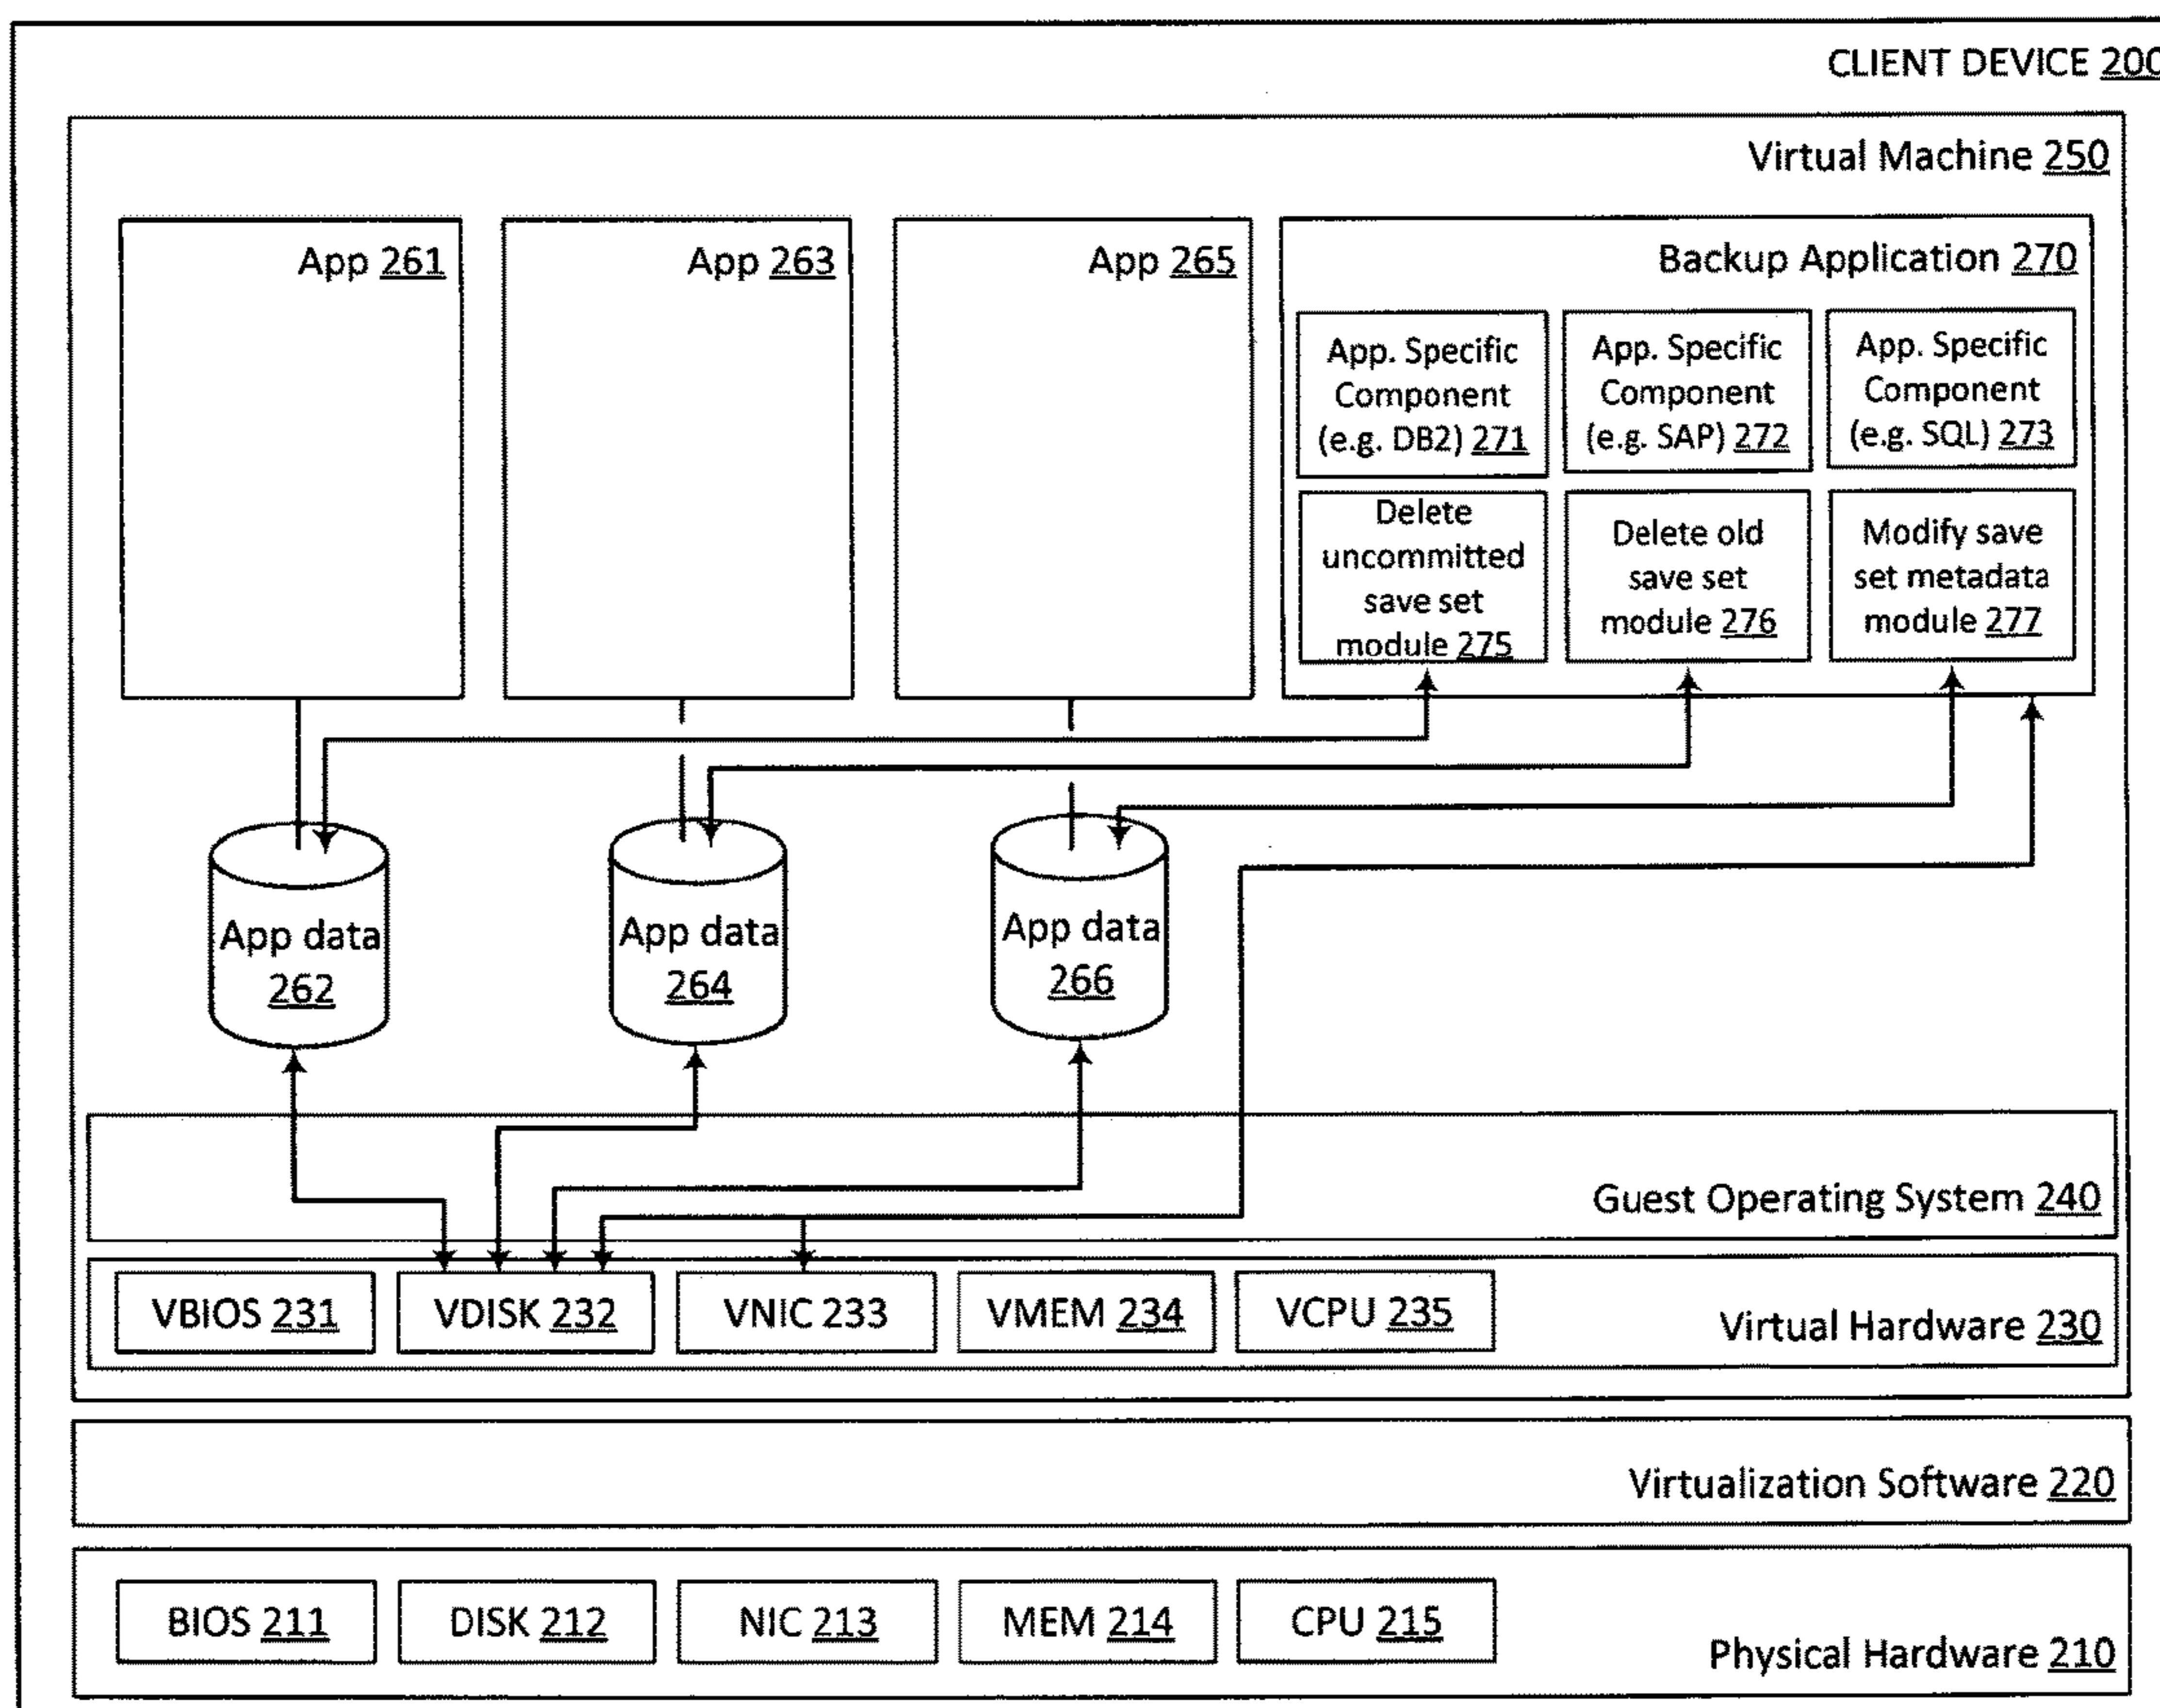 CLIENT DEVICE 200
Virtual Machine 250
App 261
App 263
App 265
Backup Application 270
App. Specific
Component
(e.g. DB2) 271
App. Specific
Component
(e.g. SAP) 272
App. Specific
Component
(e.g. SQL) 273
Delete
uncommitted
save set
module 275
Delete old
save set
module 276
Modify save
set metadata
module 277
App data
262
App data
264
App data
266
Guest Operating System 240
VBIOS 231
VDISK 232
VNIC 233
VMEM 234
VCPU 235
Virtual Hardware 230
Virtualization Software 220
BIOS 211
DISK 212
NIC 213
MEM 214
CPU 215
Physical Hardware 210